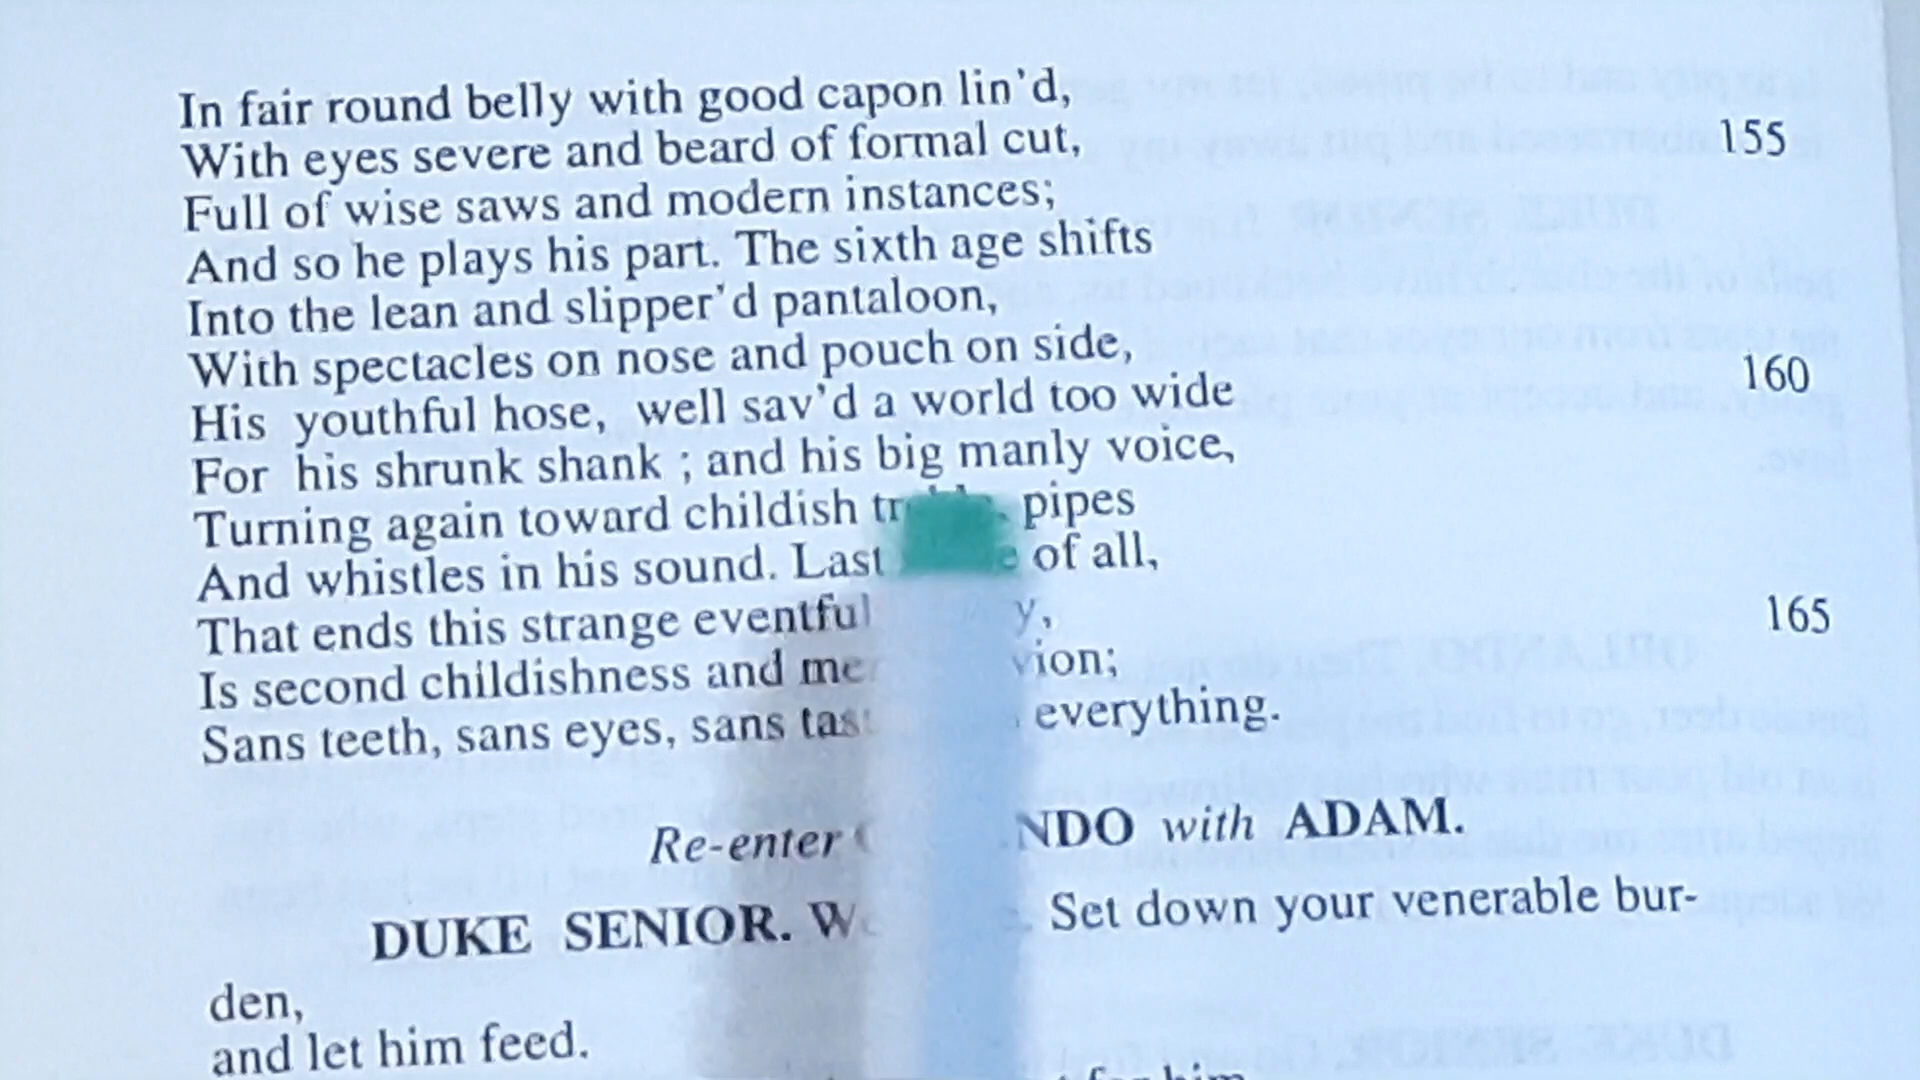 In fair round belly with good capon lin'd,
With eyes severe and beard of formal cut, 155
Full of wise saws and modern instances;
And so he plays his part. The sixth age shifts
Into the lean and slipper'd pantaloon,
With spectacles on nose and pouch on side,
His youthful hose, well sav'd a world too wide 160
For his shrunk shank ; and his big manly voice,
Turning again toward childish pipes
And whistles in his sound. Last of all,
That ends this strange eventful 165
Is second childishness and
Sans teeth, sans eyes, sans everything.
Re-enter with ADAM.
DUKE SENIOR. Set down your venerable bur-
den,
and let him feed.
him